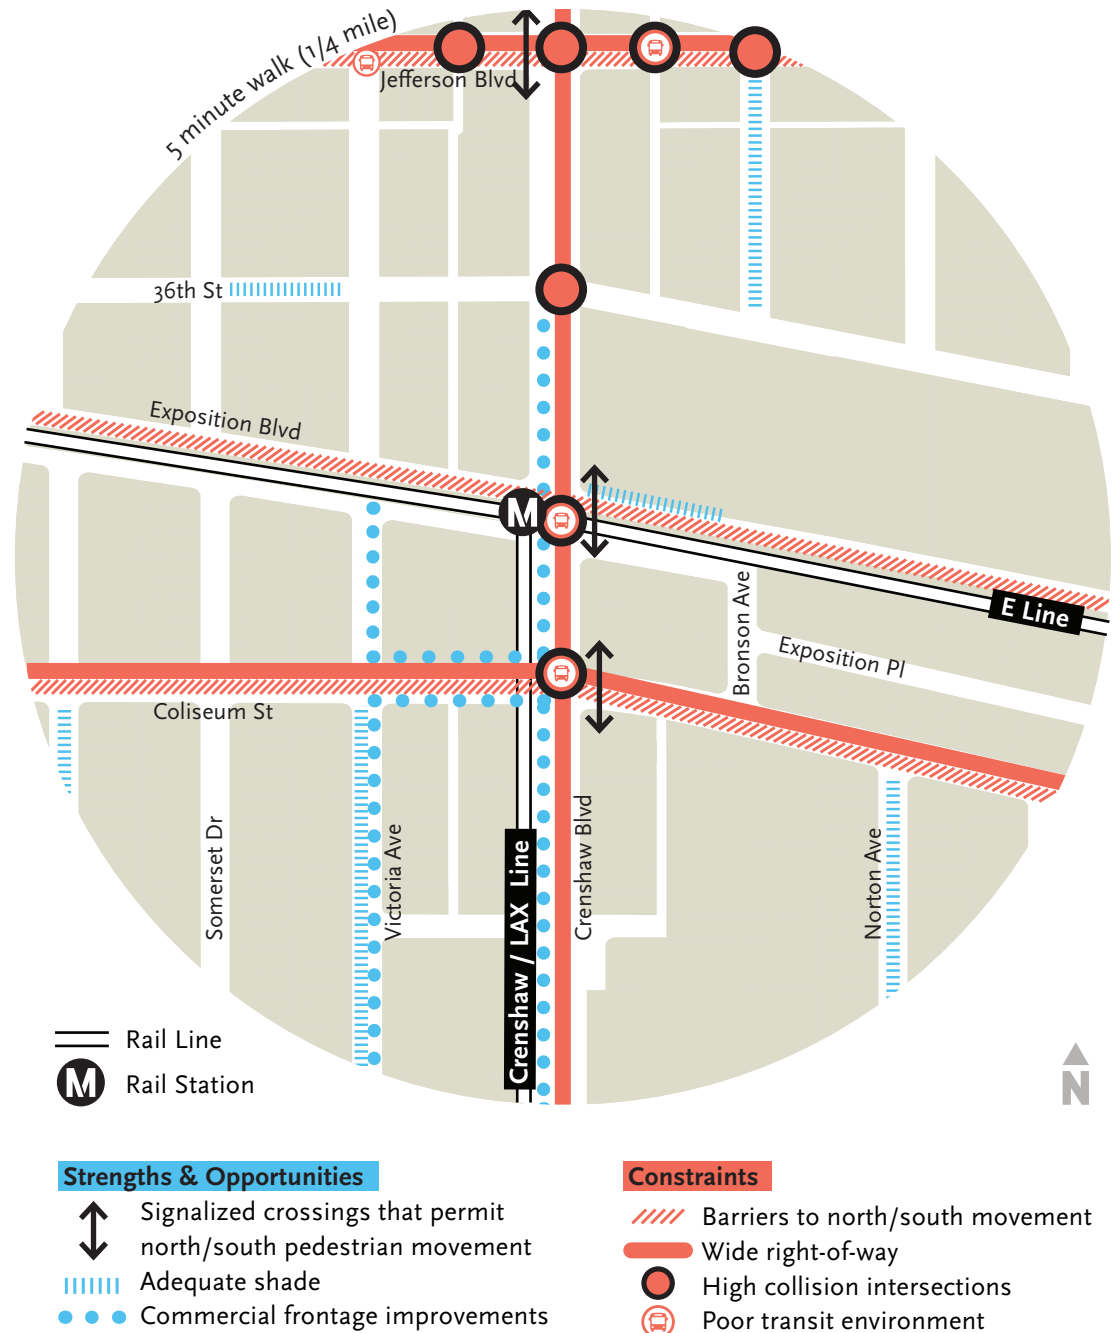 5 minute walk (1/4 mile)
Jefferson Blvd
36th St
Exposition Blvd
M
E Line
Bronson Ave
Exposition Pl
Coliseum St
Somerset Dr
Victoria Ave
Crenshaw / LAX Line
Crenshaw Blvd
Norton Ave
Rail Line
M
Rail Station
N
Strengths & Opportunities
Signalized crossings that permit
north/south pedestrian movement
Adequate shade
Commercial frontage improvements
Constraints
Barriers to north/south movement
Wide right-of-way
High collision intersections
Poor transit environment